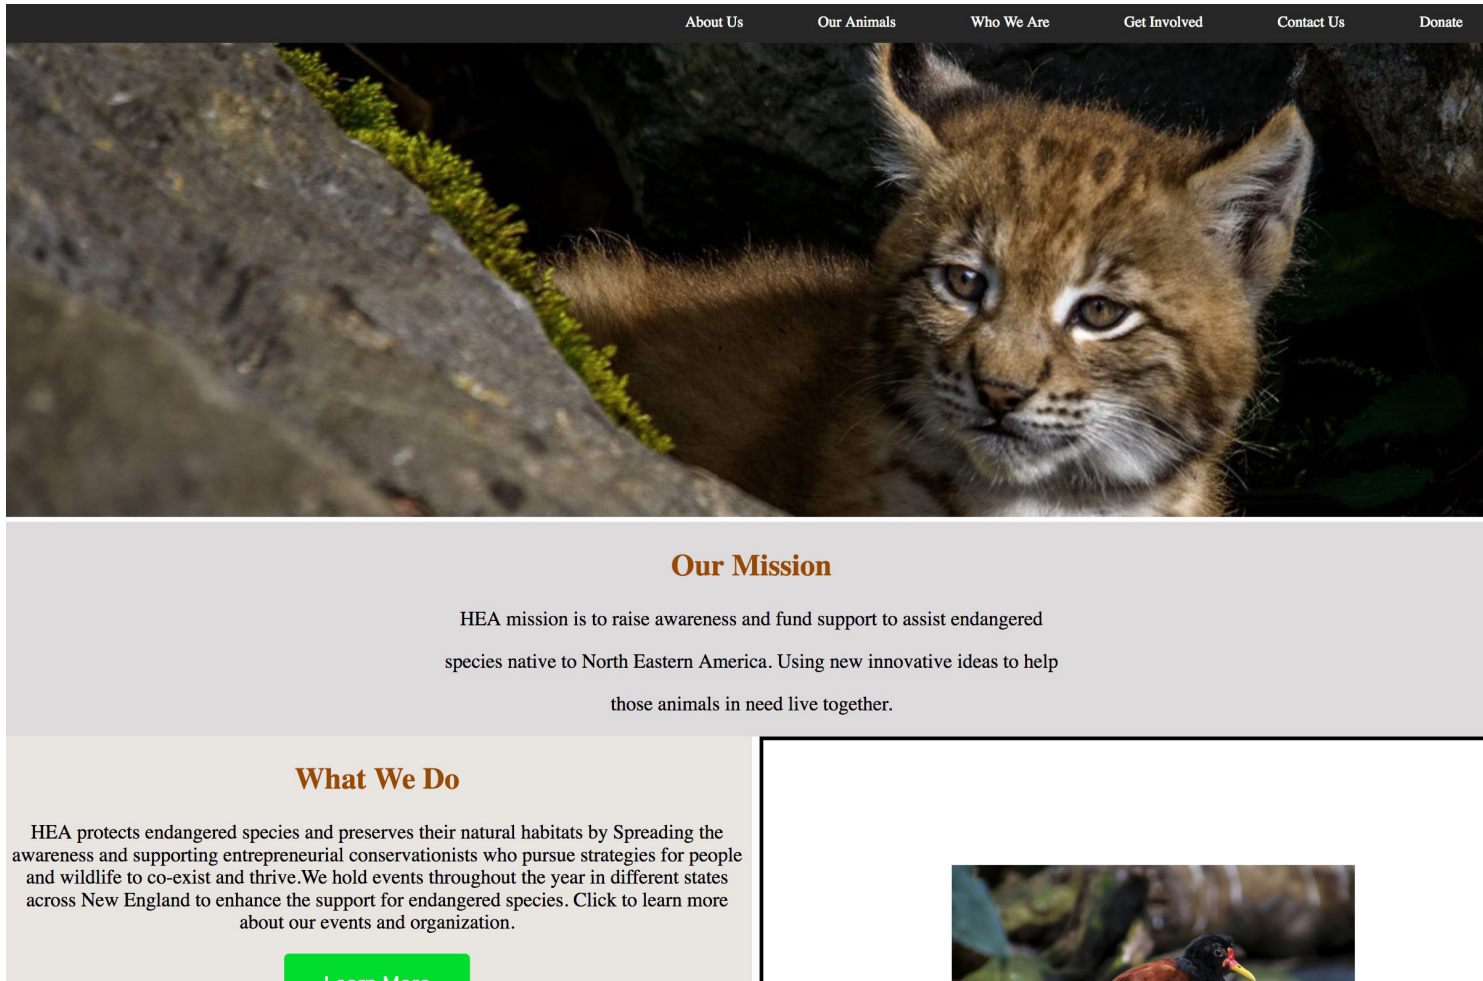 About Us Our Animals Who We Are Get Involved Contact Us Donate
Our Mission
HEA mission is to raise awareness and fund support to assist endangered
species native to North Eastern America. Using new innovative ideas to help
those animals in need live together.
What We Do
HEA protects endangered species and preserves their natural habitats by Spreading the
awareness and supporting entrepreneurial conservationists who pursue strategies for people
and wildlife to co-exist and thrive.We hold events throughout the year in different states
across New England to enhance the support for endangered species. Click to learn more
about our events and organization.
Learn More